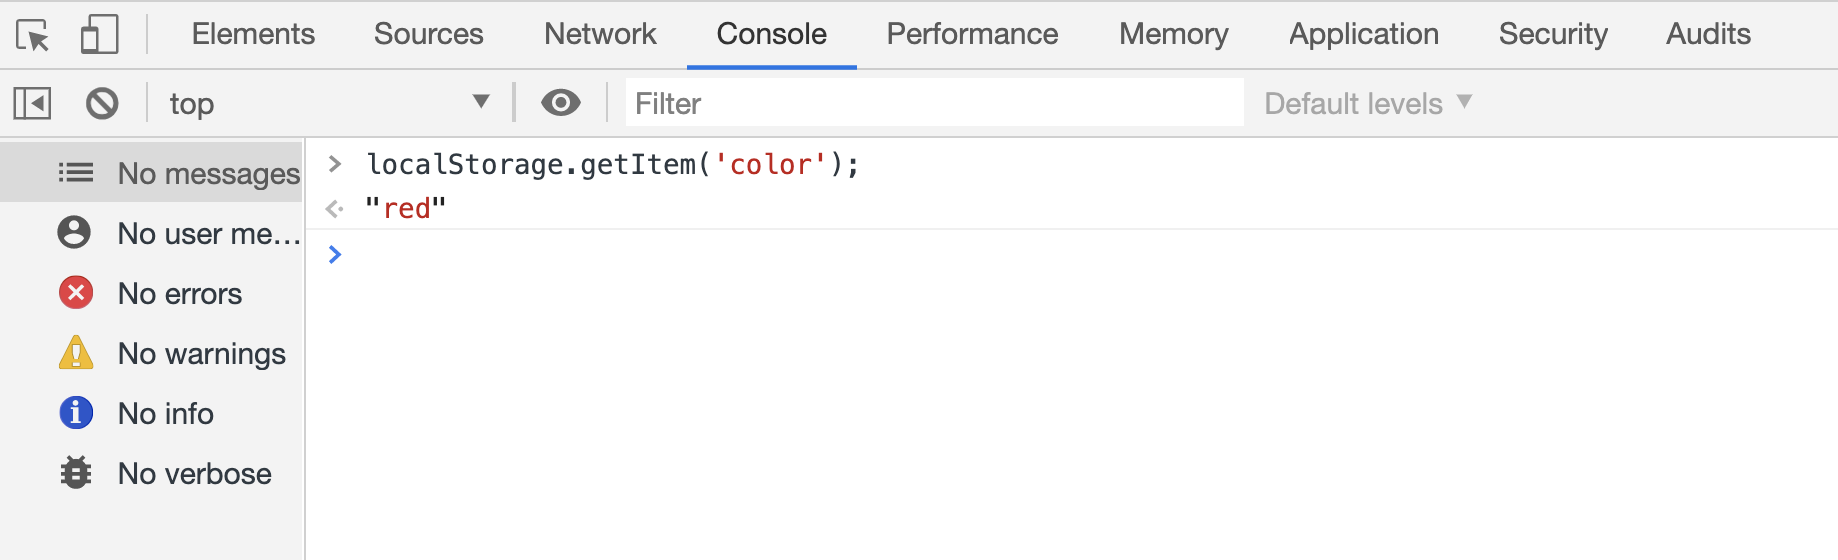 Elements Sources Network Console Performance Memory Application Security Audits
top Filter Default levels
No messages
No user me...
No errors
No warnings
No info
No verbose
> localStorage.getItem('color');
"red"
>